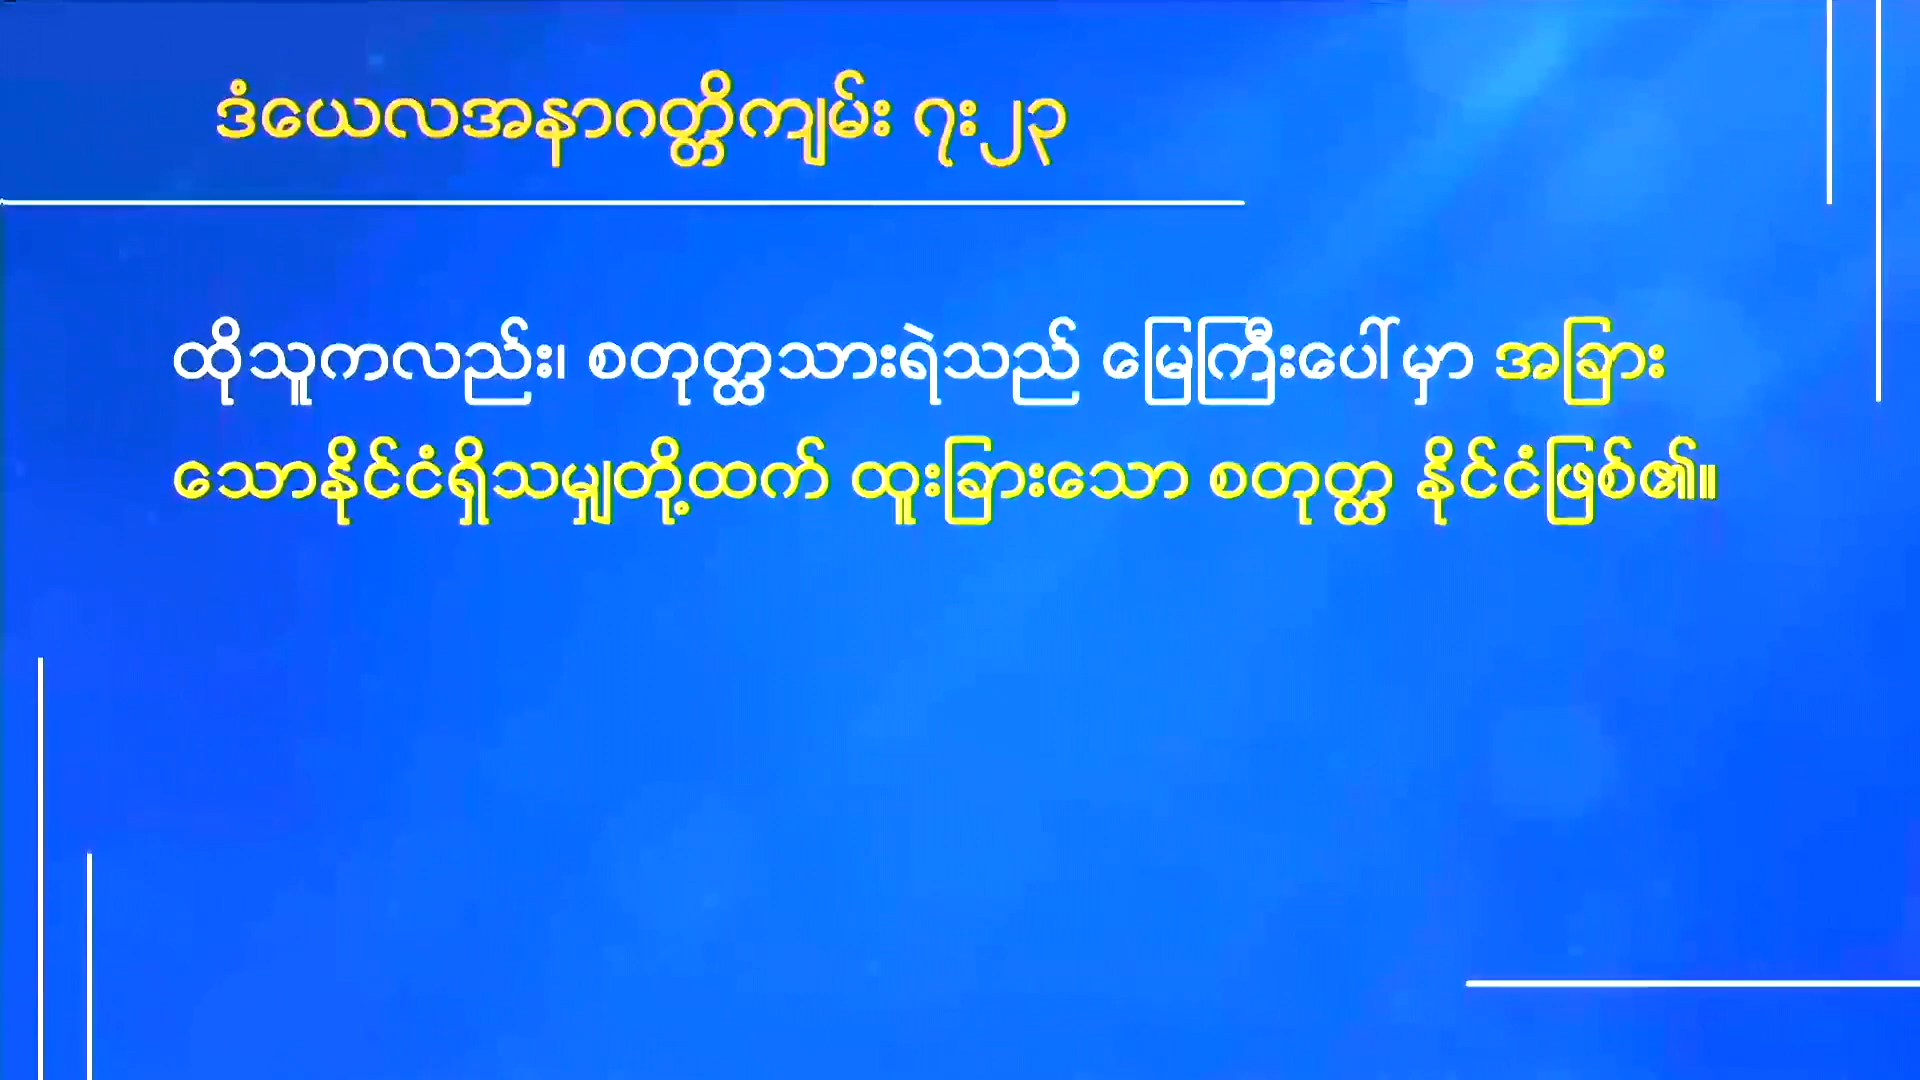 ဒံယေလအနာဂတ္တိကျမ်း ၇း၂၃
ထိုသူကလည်း၊ စတုတ္ထသားရဲသည် မြေကြီးပေါ်မှာ အခြား
သောနိုင်ငံရှိသမျှတို့ထက် ထူးခြားသော စတုတ္ထ နိုင်ငံဖြစ်၏။